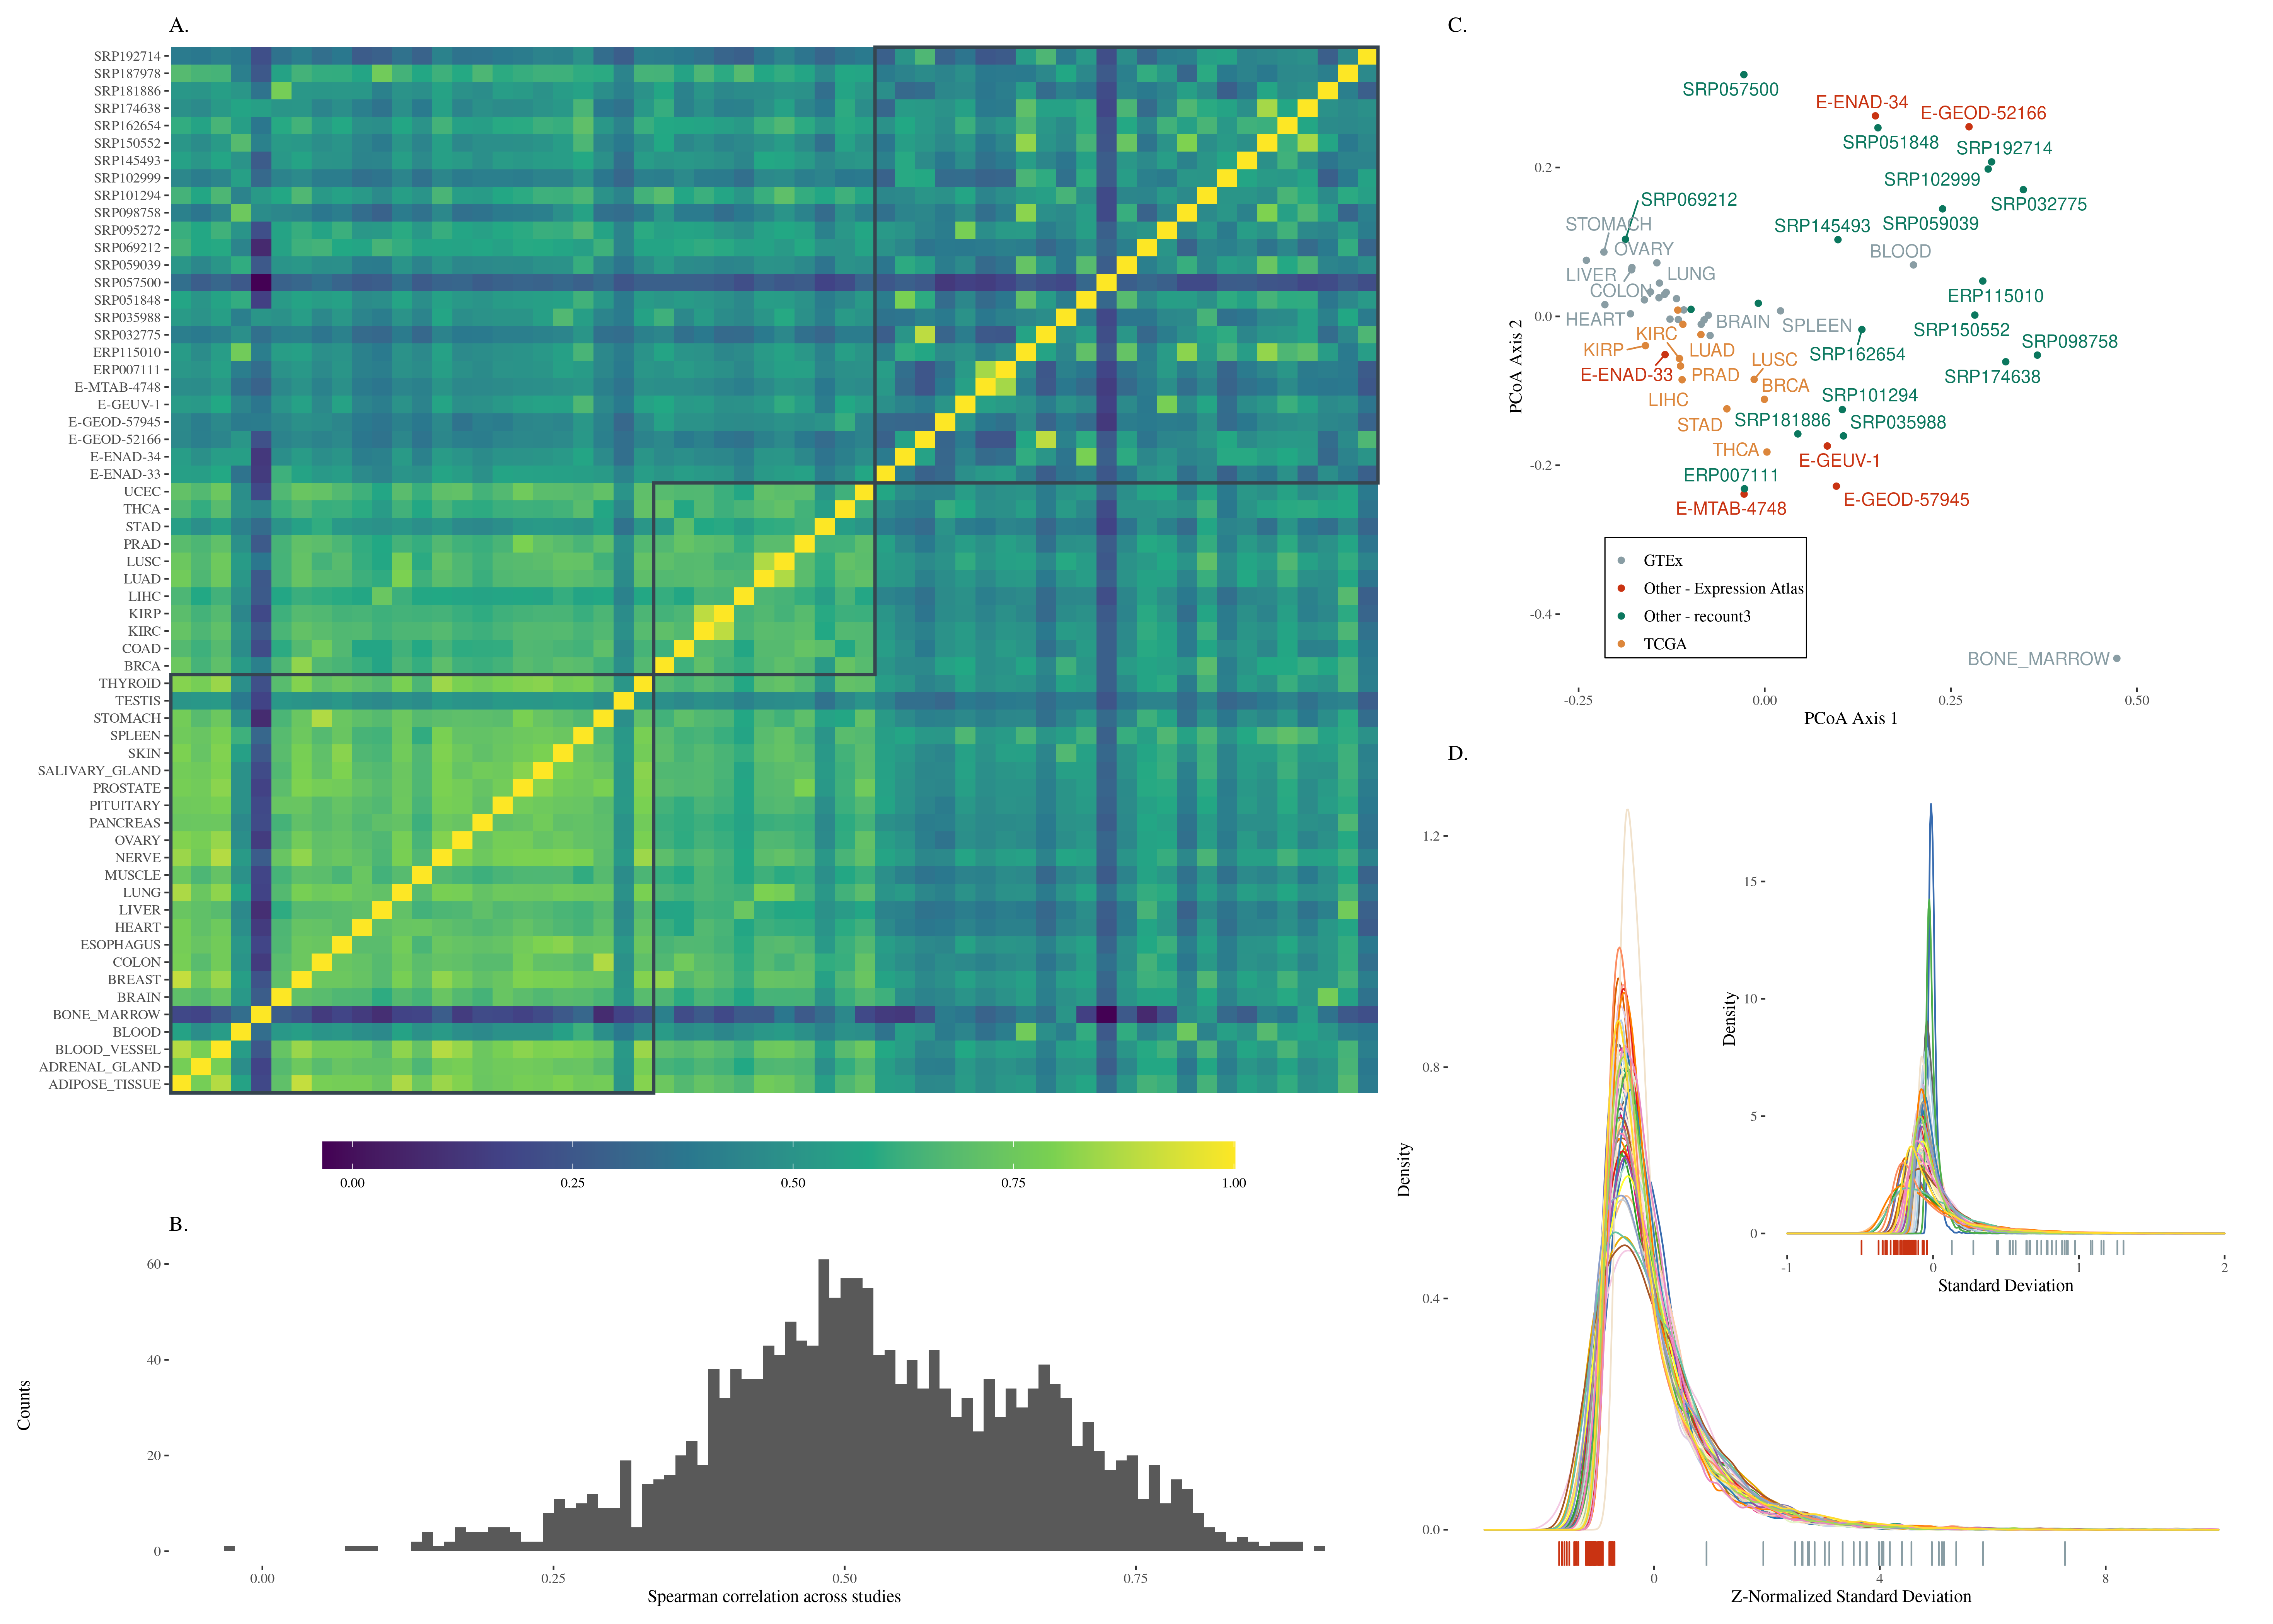 A.
SRP192714
SRP187978
SRP181886
SRP174638
SRP162654
SRP150552
SRP145493
SRP102999
SRP101294
SRP098758
SRP095272
SRP069212
SRP059039
SRP057500
SRP051848
SRP035988
SRP032775
ERP115010
ERP007111
E-MTAB-4748
E-GEUV-1
E-GEOD-57945
E-GEOD-52166
E-ENAD-34
E-ENAD-33
UCEC
THCA
STAD
PRAD
LUSC
LUAD
LIHC
KIRP
KIRC
COAD
BRCA
THYROID
TESTIS
STOMACH
SPLEEN
SKIN
SALIVARY_GLAND
PROSTATE
PITUITARY
PANCREAS
OVARY
NERVE
MUSCLE
LUNG
LIVER
HEART
ESOPHAGUS
COLON
BREAST
BRAIN
BONE_MARROW
BLOOD
BLOOD_VESSEL
ADRENAL_GLAND
ADIPOSE_TISSUE
0.00 0.25 0.50 0.75 1.00
B.
Counts
60
40
20
0
0.00 0.25 0.50 0.75
Spearman correlation across studies
C.
PCoA Axis 2
0.2
0.0
-0.2
-0.4
SRP057500
E-ENAD-34
E-GEOD-52166
SRP051848
SRP192714
SRP102999
SRP069212
SRP032775
STOMACH
SRP145493
SRP059039
OVARY
BLOOD
LIVER
LUNG
COLON
ERP115010
HEART
BRAIN
SPLEEN
SRP150552
KIRC
SRP098758
KIRP
LUAD
SRP162654
LUSC
E-ENAD-33
PRAD
SRP174638
BRCA
LIHC
SRP101294
STAD
SRP181886
SRP035988
THCA
E-GEUV-1
ERP007111
E-GEOD-57945
E-MTAB-4748
GTEx
Other - Expression Atlas
Other - recount3
TCGA
BONE_MARROW
-0.25 0.00 0.25 0.50
PCoA Axis 1
D.
Density
1.2
0.8
0.4
0.0
0 4 8
Z-Normalized Standard Deviation
Density
15
10
5
0
-1 0 1 2
Standard Deviation